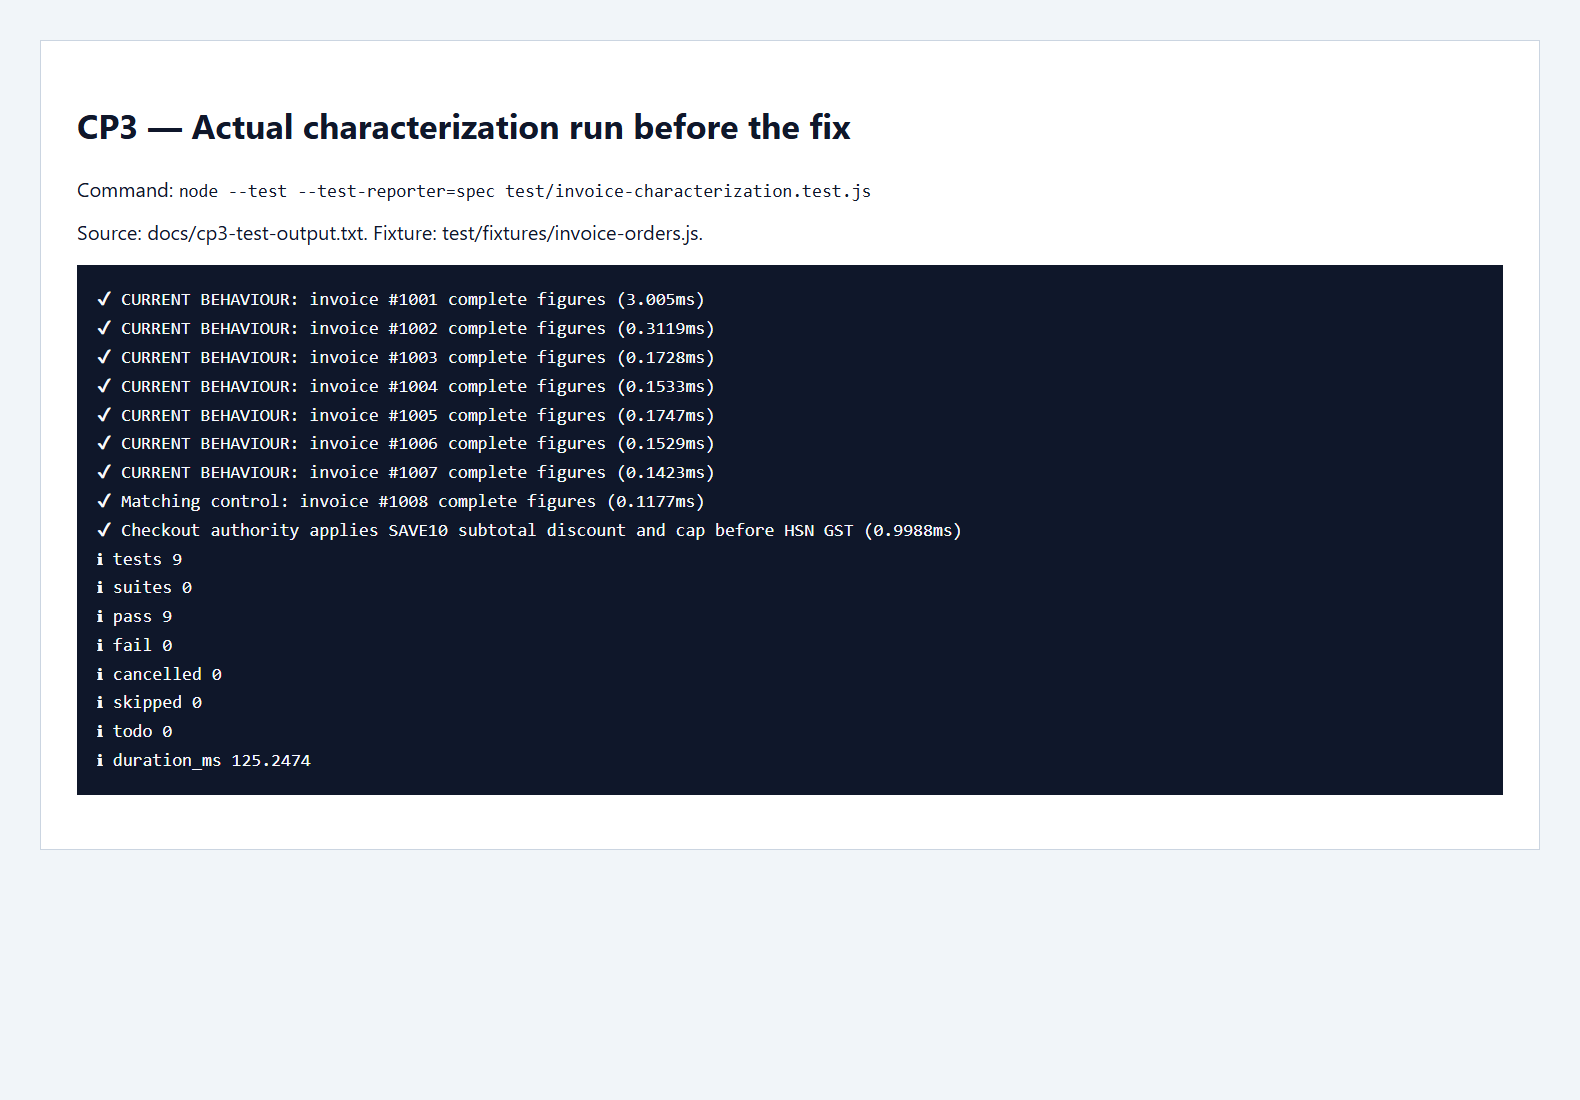 CP3 — Actual characterization run before the fix
Command: node --test --test-reporter=spec test/invoice-characterization.test.js
Source: docs/cp3-test-output.txt. Fixture: test/fixtures/invoice-orders.js.
✓ CURRENT BEHAVIOUR: invoice #1001 complete figures (3.005ms)
✓ CURRENT BEHAVIOUR: invoice #1002 complete figures (0.3119ms)
✓ CURRENT BEHAVIOUR: invoice #1003 complete figures (0.1728ms)
✓ CURRENT BEHAVIOUR: invoice #1004 complete figures (0.1533ms)
✓ CURRENT BEHAVIOUR: invoice #1005 complete figures (0.1747ms)
✓ CURRENT BEHAVIOUR: invoice #1006 complete figures (0.1529ms)
✓ CURRENT BEHAVIOUR: invoice #1007 complete figures (0.1423ms)
✓ Matching control: invoice #1008 complete figures (0.1177ms)
✓ Checkout authority applies SAVE10 subtotal discount and cap before HSN GST (0.9988ms)
ℹ tests 9
ℹ suites 0
ℹ pass 9
ℹ fail 0
ℹ cancelled 0
ℹ skipped 0
ℹ todo 0
ℹ duration_ms 125.2474